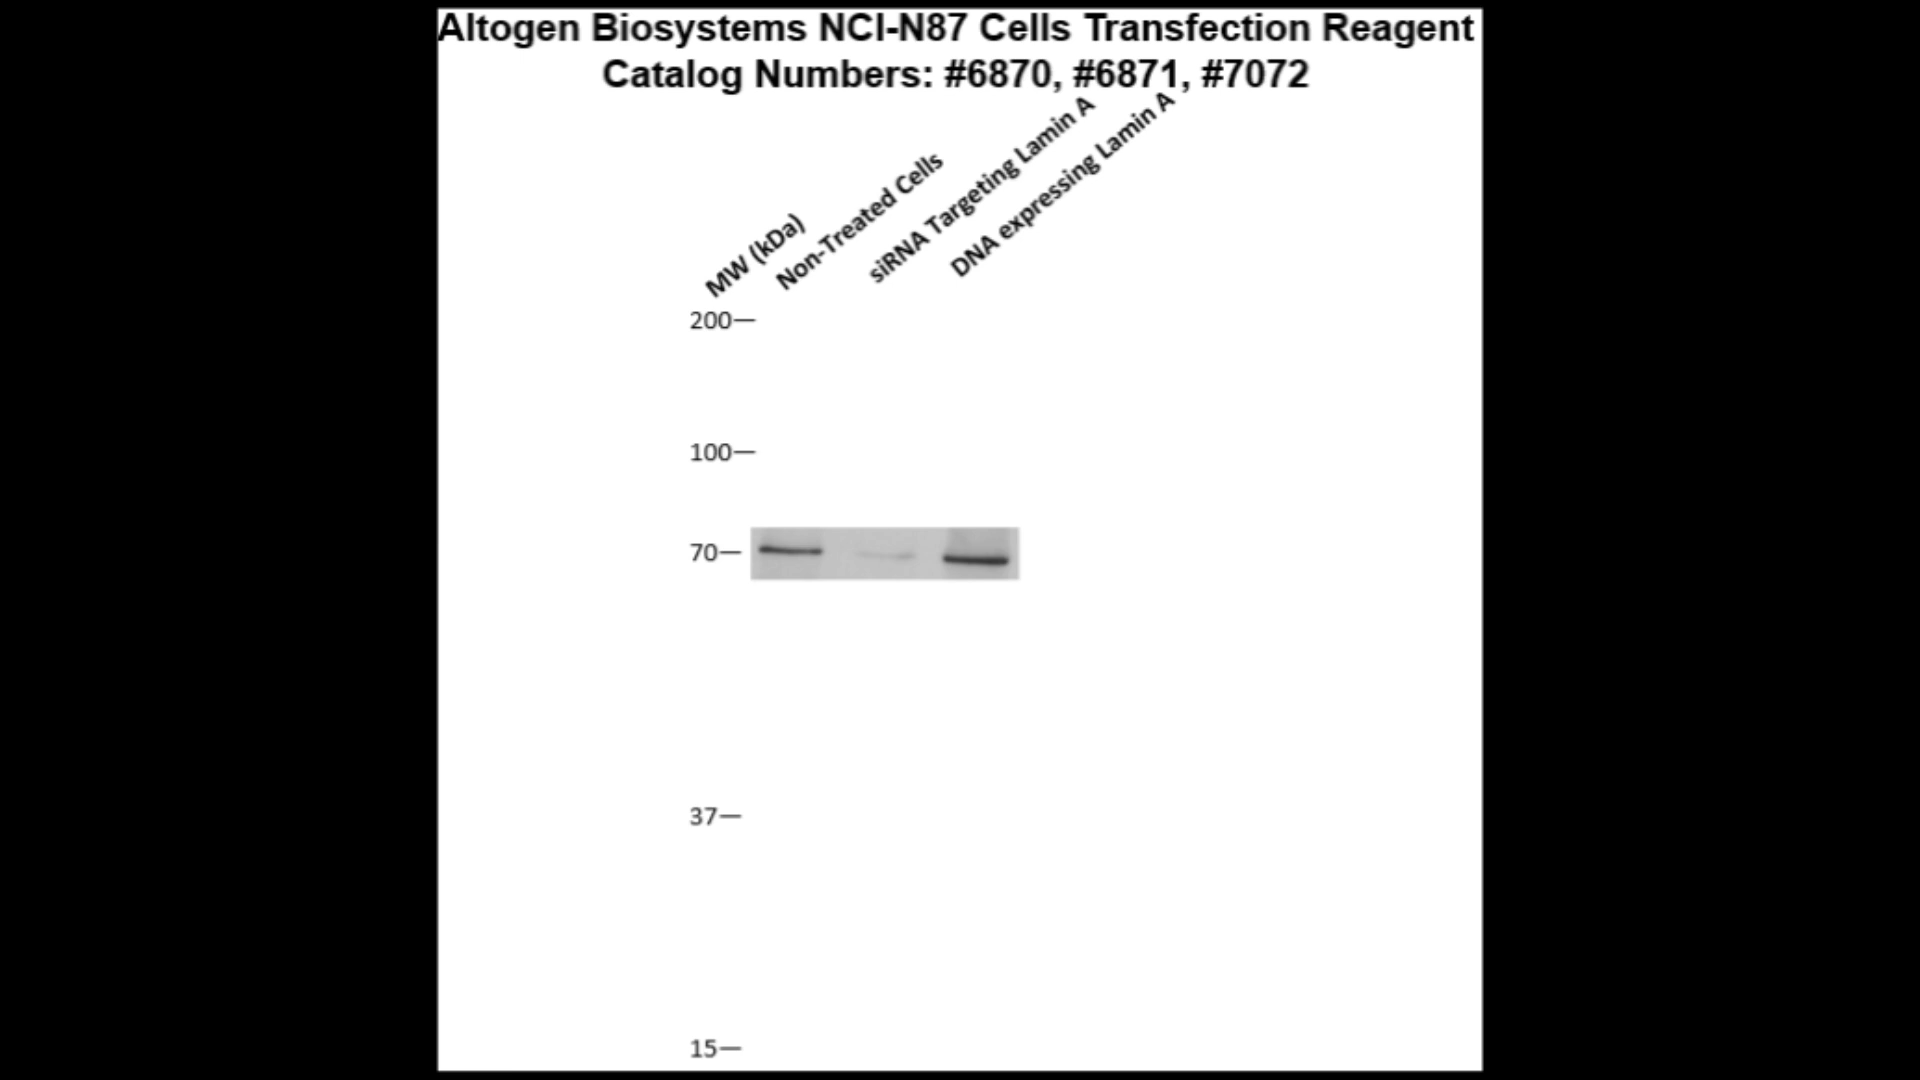 Altogen Biosystems NCI-N87 Cells Transfection Reagent
Catalog Numbers: #6870, #6871, #7072
MW (kDa)
Non-Treated Cells
siRNA Targeting Lamin A
DNA expressing Lamin A
200—
100—
70—
37—
15—